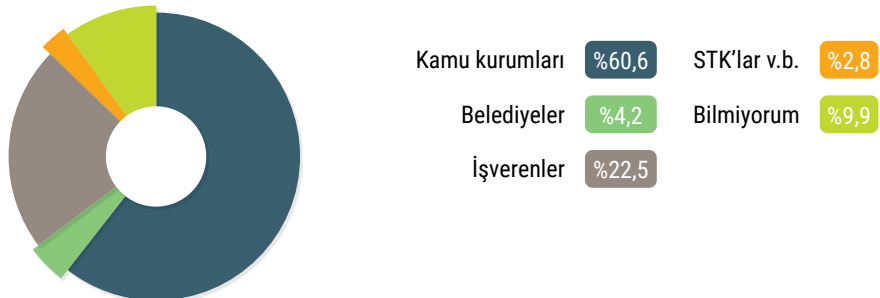 Kamu kurumları %60,6
Belediyeler %4,2
İşverenler %22,5
STK’lar v.b. %2,8
Bilmiyorum %9,9